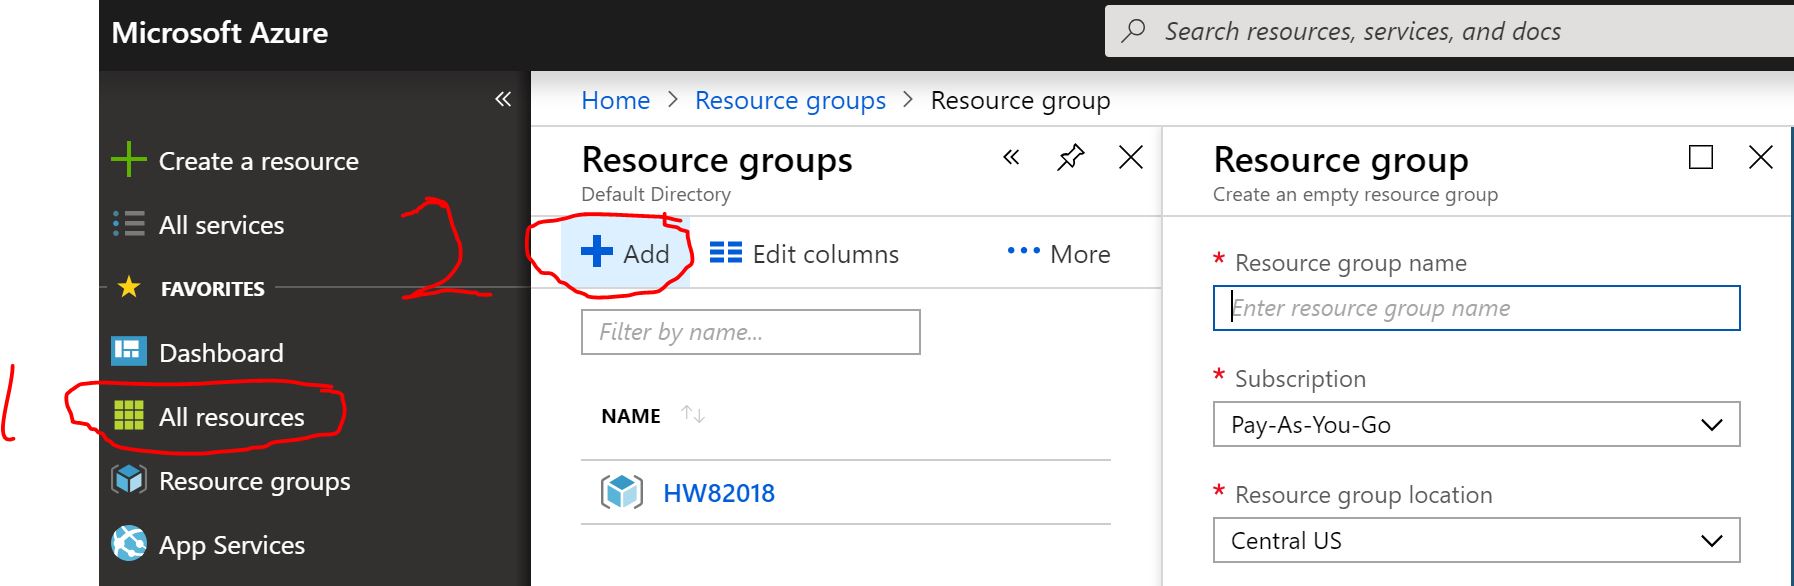 Microsoft Azure
Search resources, services, and docs
Home > Resource groups > Resource group
Create a resource
All services
FAVORITES
Dashboard
All resources
Resource groups
App Services
1
2
Resource groups
Default Directory
Add
Edit columns
More
Filter by name...
NAME
HW82018
Resource group
Create an empty resource group
* Resource group name
Enter resource group name
* Subscription
Pay-As-You-Go
* Resource group location
Central US